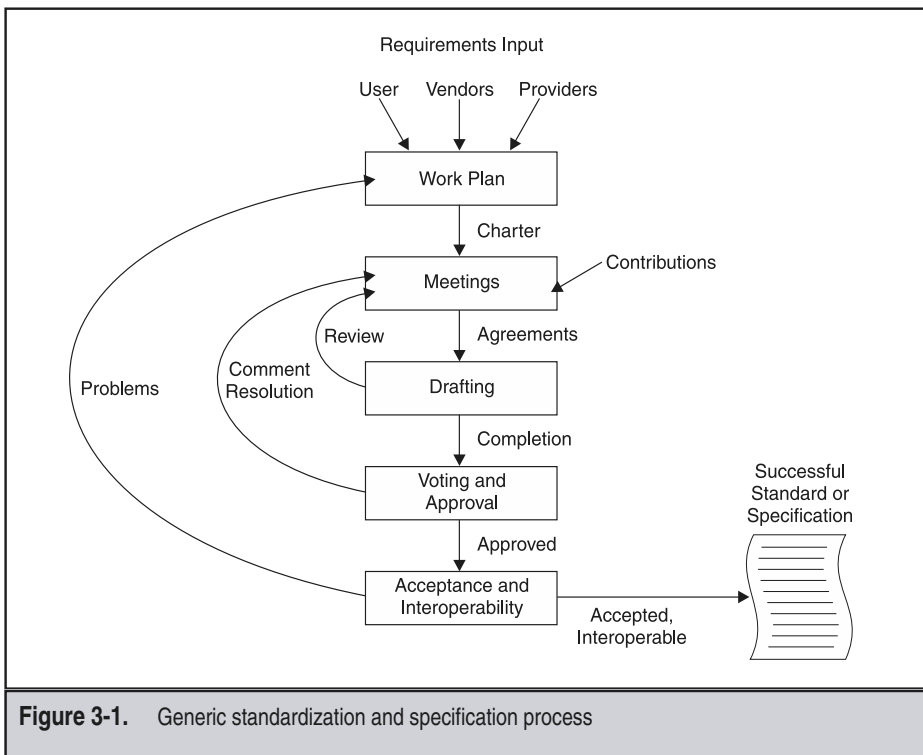 Requirements Input
User Vendors Providers
Work Plan
Charter
Meetings
Contributions
Agreements
Review
Comment
Resolution
Problems
Drafting
Completion
Voting and
Approval
Successful
Standard or
Specification
Approved
Acceptance and
Interoperability
Accepted,
Interoperable
Figure 3-1. Generic standardization and specification process